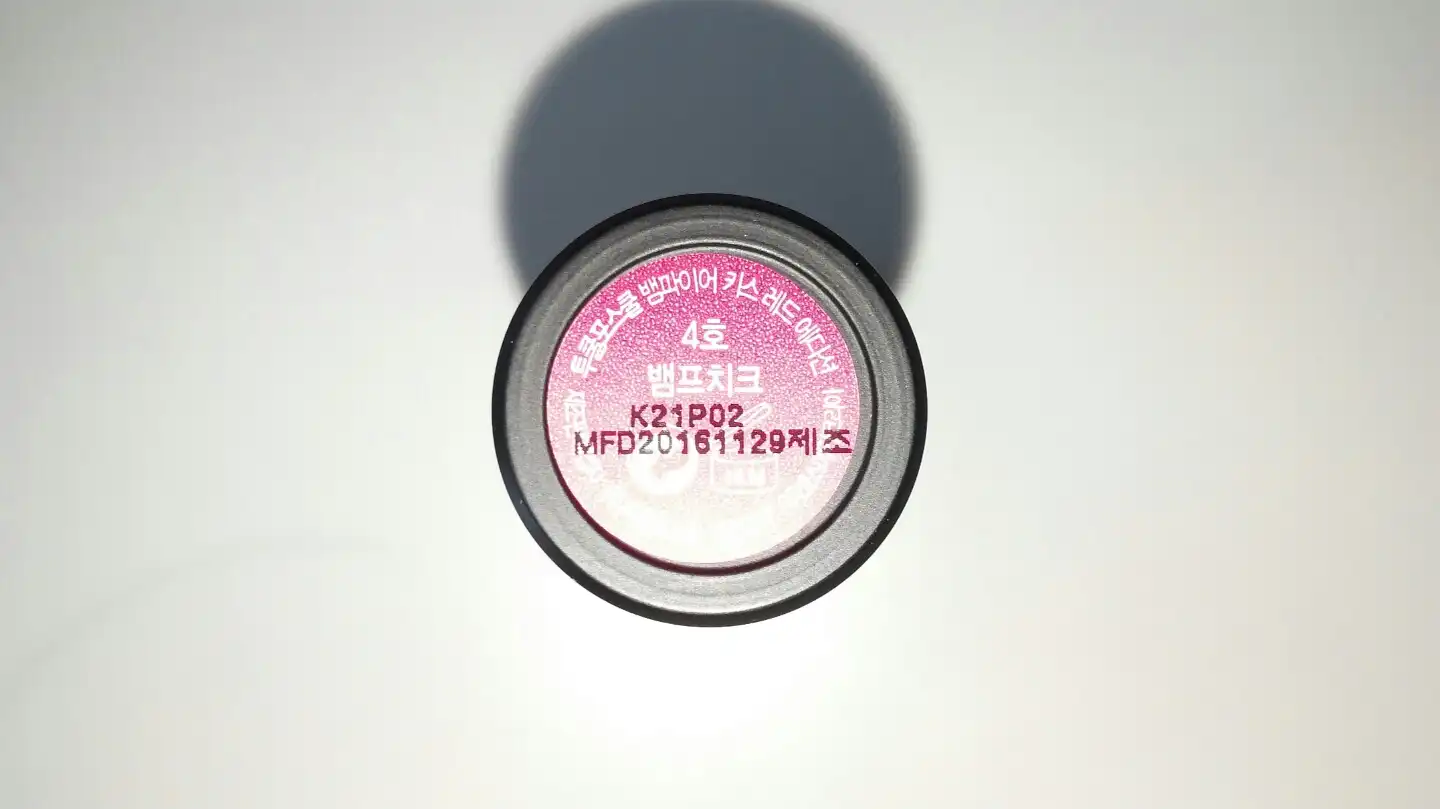 투쿨포스쿨 뱀파이어 키스 레드 에디션
4호
뱀프치크
K21P02
MFD20161129제조